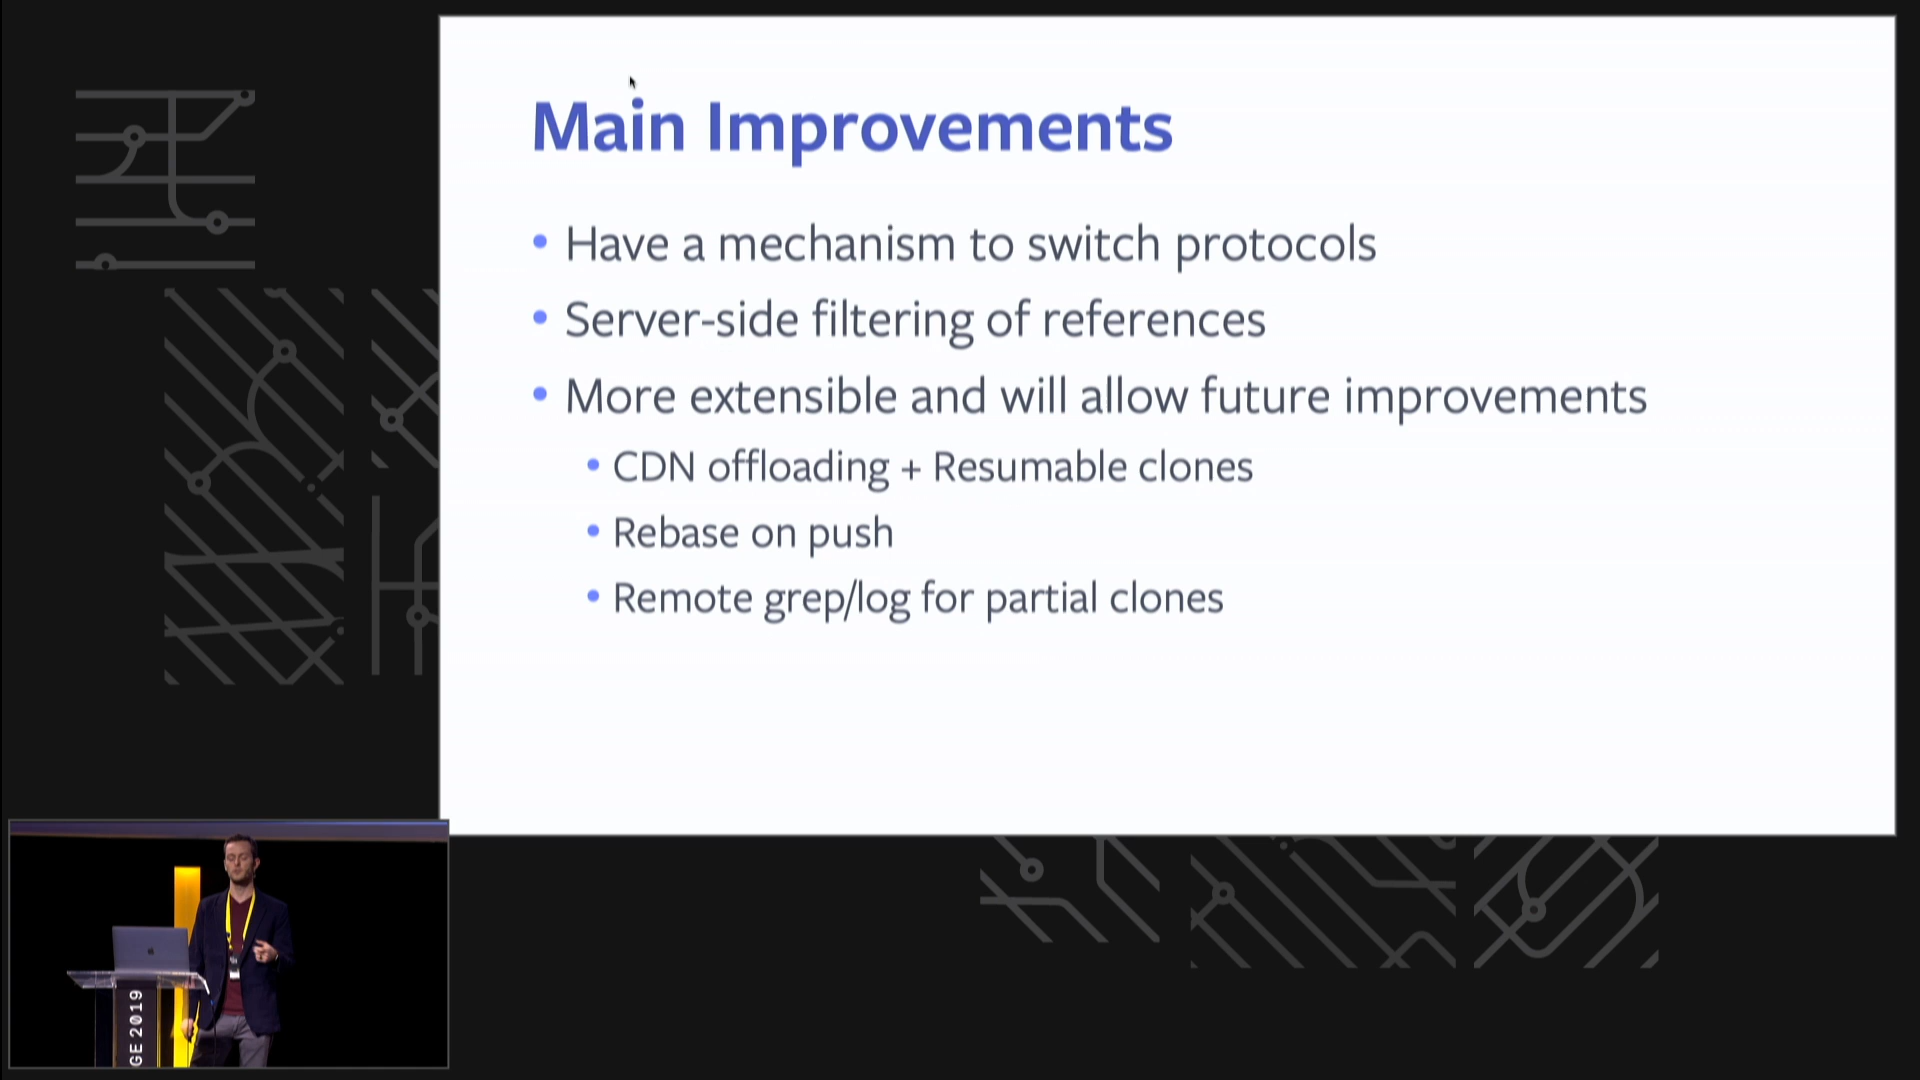 Main Improvements
• Have a mechanism to switch protocols
• Server-side filtering of references
• More extensible and will allow future improvements
• CDN offloading + Resumable clones
• Rebase on push
• Remote grep/log for partial clones
GE 2019